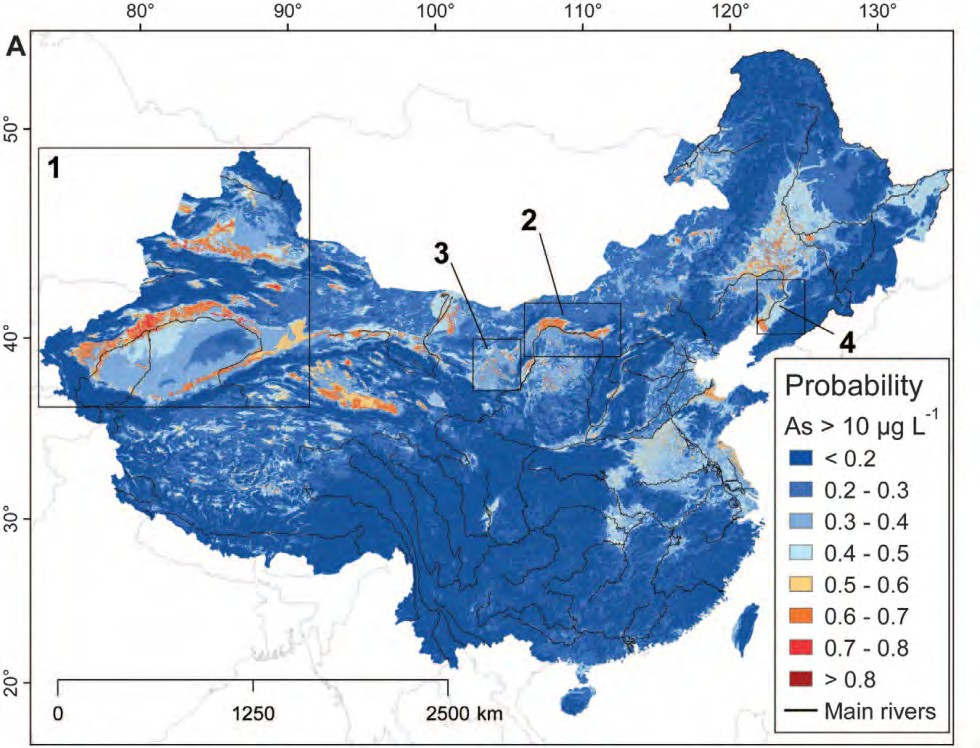 80° 90° 100° 110° 120° 130°
A
50°
1
2
3
40°
4
Probability
As > 10 µg L⁻¹
< 0.2
0.2 - 0.3
0.3 - 0.4
0.4 - 0.5
30°
0.5 - 0.6
0.6 - 0.7
0.7 - 0.8
20°
> 0.8
Main rivers
0 1250 2500 km